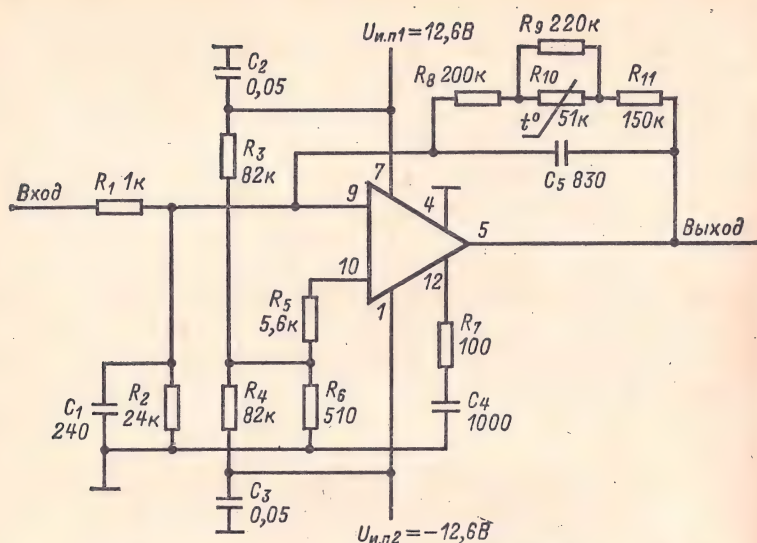 Uи.п1=12,6В
R9 220к
C2
0,05
R8 200к
R10
51к
t°
R11
150к
R3
82к
C5 830
Вход
R1 1к
7
9
4
5
Выход
10
12
1
R5
5,6к
R7
100
C1
240
R2
24к
R4
82к
R6
510
C4
1000
C3
0,05
Uи.п2=−12,6В